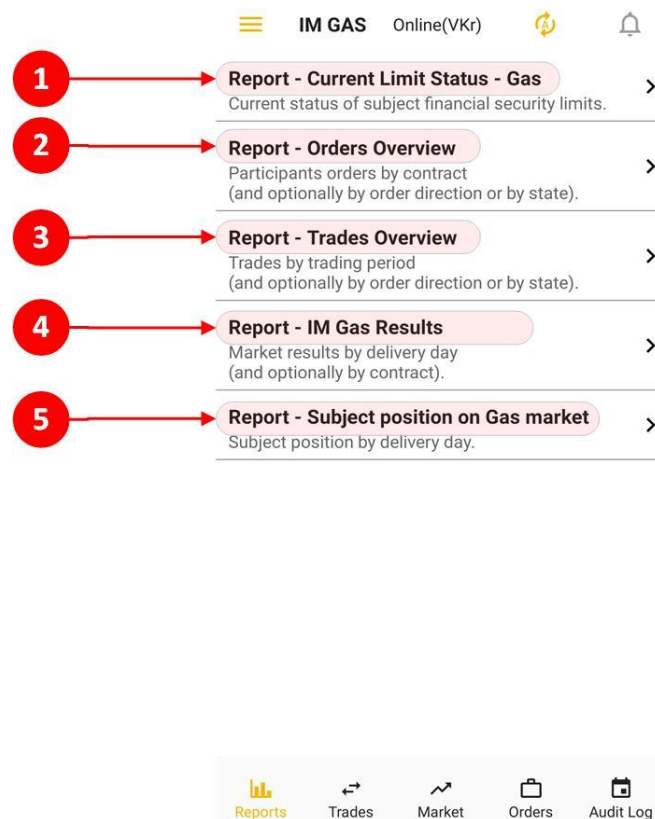 IM GAS Online(VKr)
1
Report - Current Limit Status - Gas
Current status of subject financial security limits.
2
Report - Orders Overview
Participants orders by contract
(and optionally by order direction or by state).
3
Report - Trades Overview
Trades by trading period
(and optionally by order direction or by state).
4
Report - IM Gas Results
Market results by delivery day
(and optionally by contract).
5
Report - Subject position on Gas market
Subject position by delivery day.
Reports Trades Market Orders Audit Log